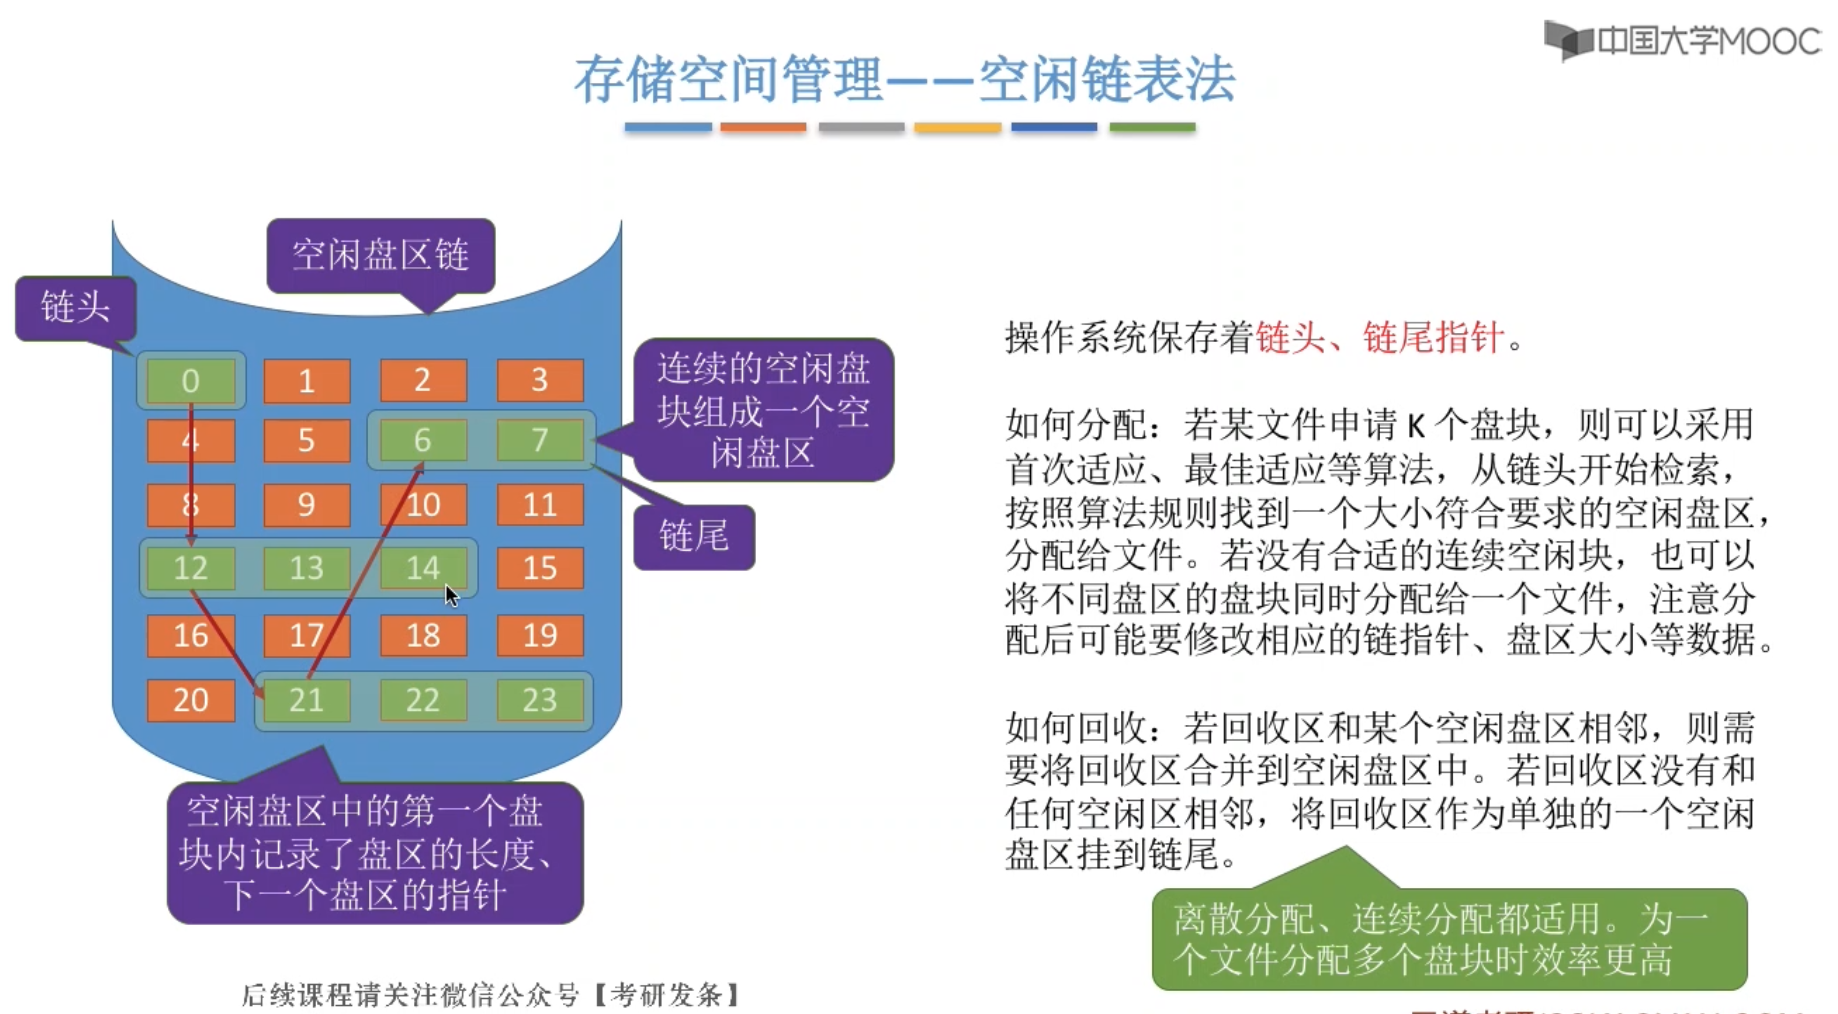 中国大学MOOC
存储空间管理——空闲链表法
空闲盘区链
链头
0
1
2
3
4
5
6
7
8
9
10
11
12
13
14
15
16
17
18
19
20
21
22
23
连续的空闲盘
块组成一个空
闲盘区
链尾
空闲盘区中的第一个盘
块内记录了盘区的长度、
下一个盘区的指针
操作系统保存着链头、链尾指针。
如何分配：若某文件申请 K 个盘块，则可以采用
首次适应、最佳适应等算法，从链头开始检索，
按照算法规则找到一个大小符合要求的空闲盘区，
分配给文件。若没有合适的连续空闲块，也可以
将不同盘区的盘块同时分配给一个文件，注意分
配后可能要修改相应的链指针、盘区大小等数据。
如何回收：若回收区和某个空闲盘区相邻，则需
要将回收区合并到空闲盘区中。若回收区没有和
任何空闲区相邻，将回收区作为单独的一个空闲
盘区挂到链尾。
离散分配、连续分配都适用。为一
个文件分配多个盘块时效率更高
后续课程请关注微信公众号【考研发条】